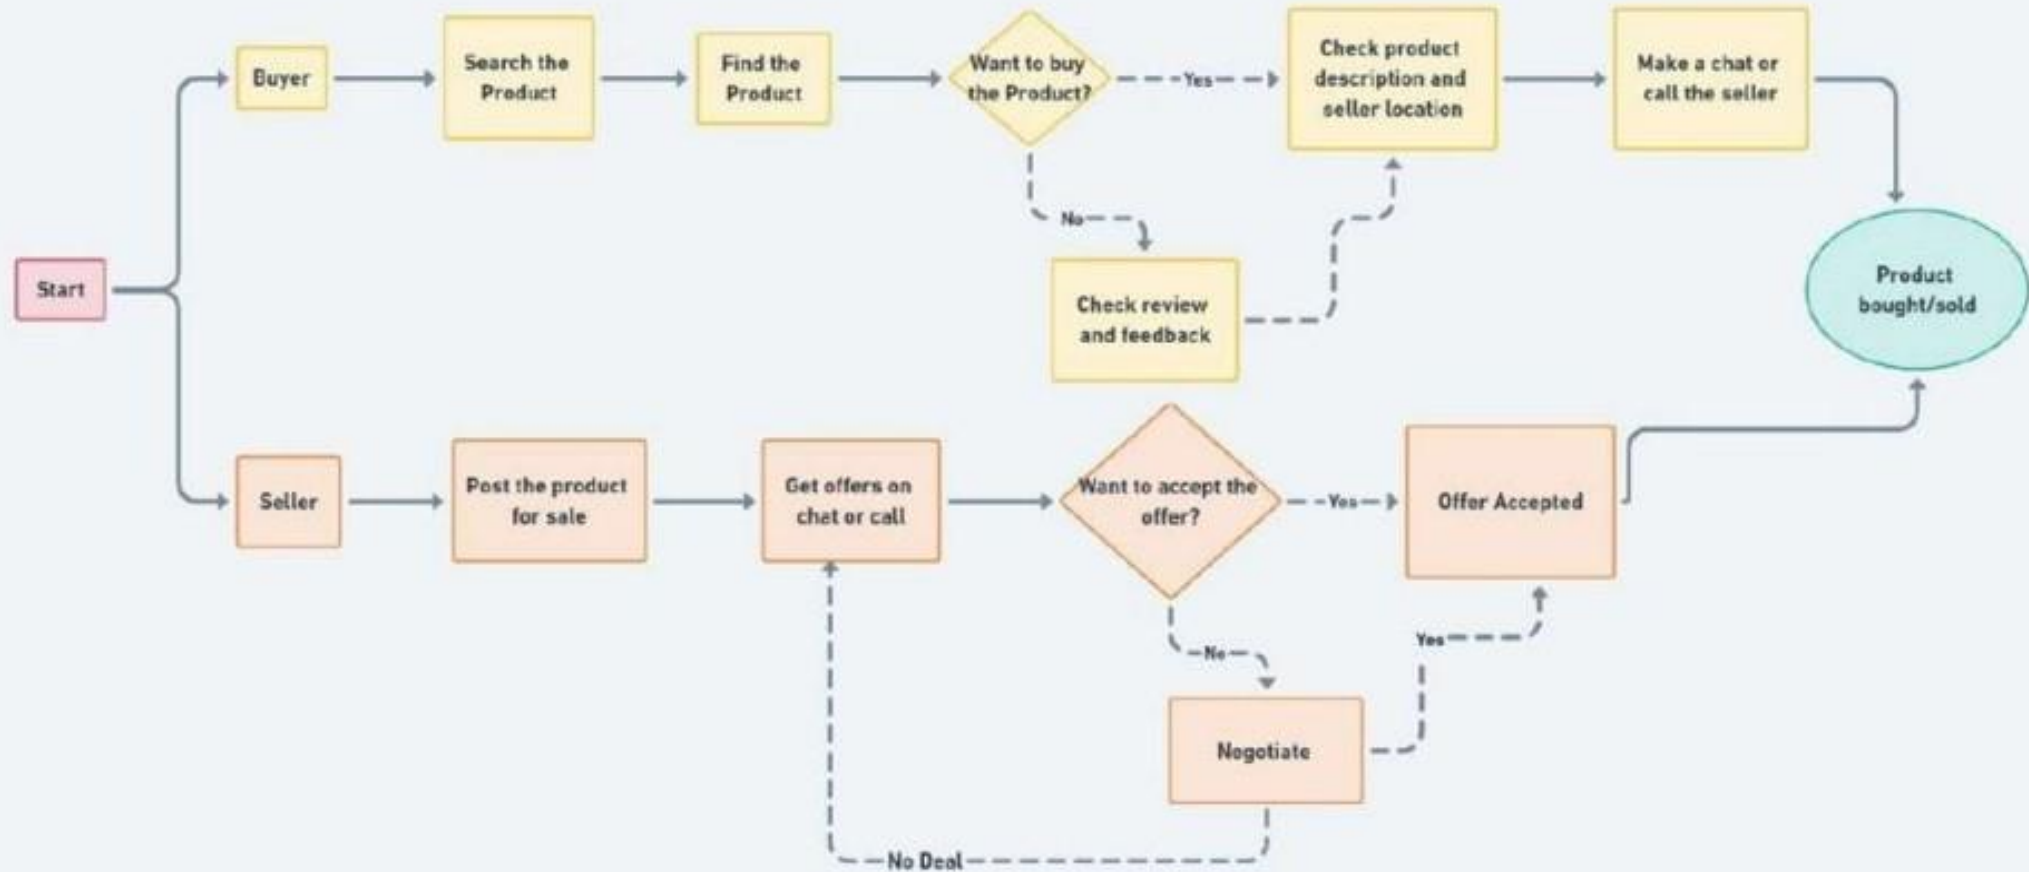 Buyer
Search the
Product
Find the
Product
Want to buy
the Product?
Yes
Check product
description and
seller location
Make a chat or
call the seller
No
Start
Check review
and feedback
Product
bought/sold
Seller
Post the product
for sale
Get offers on
chat or call
Want to accept the
offer?
Yes
Offer Accepted
No
Yes
Negotiate
No Deal